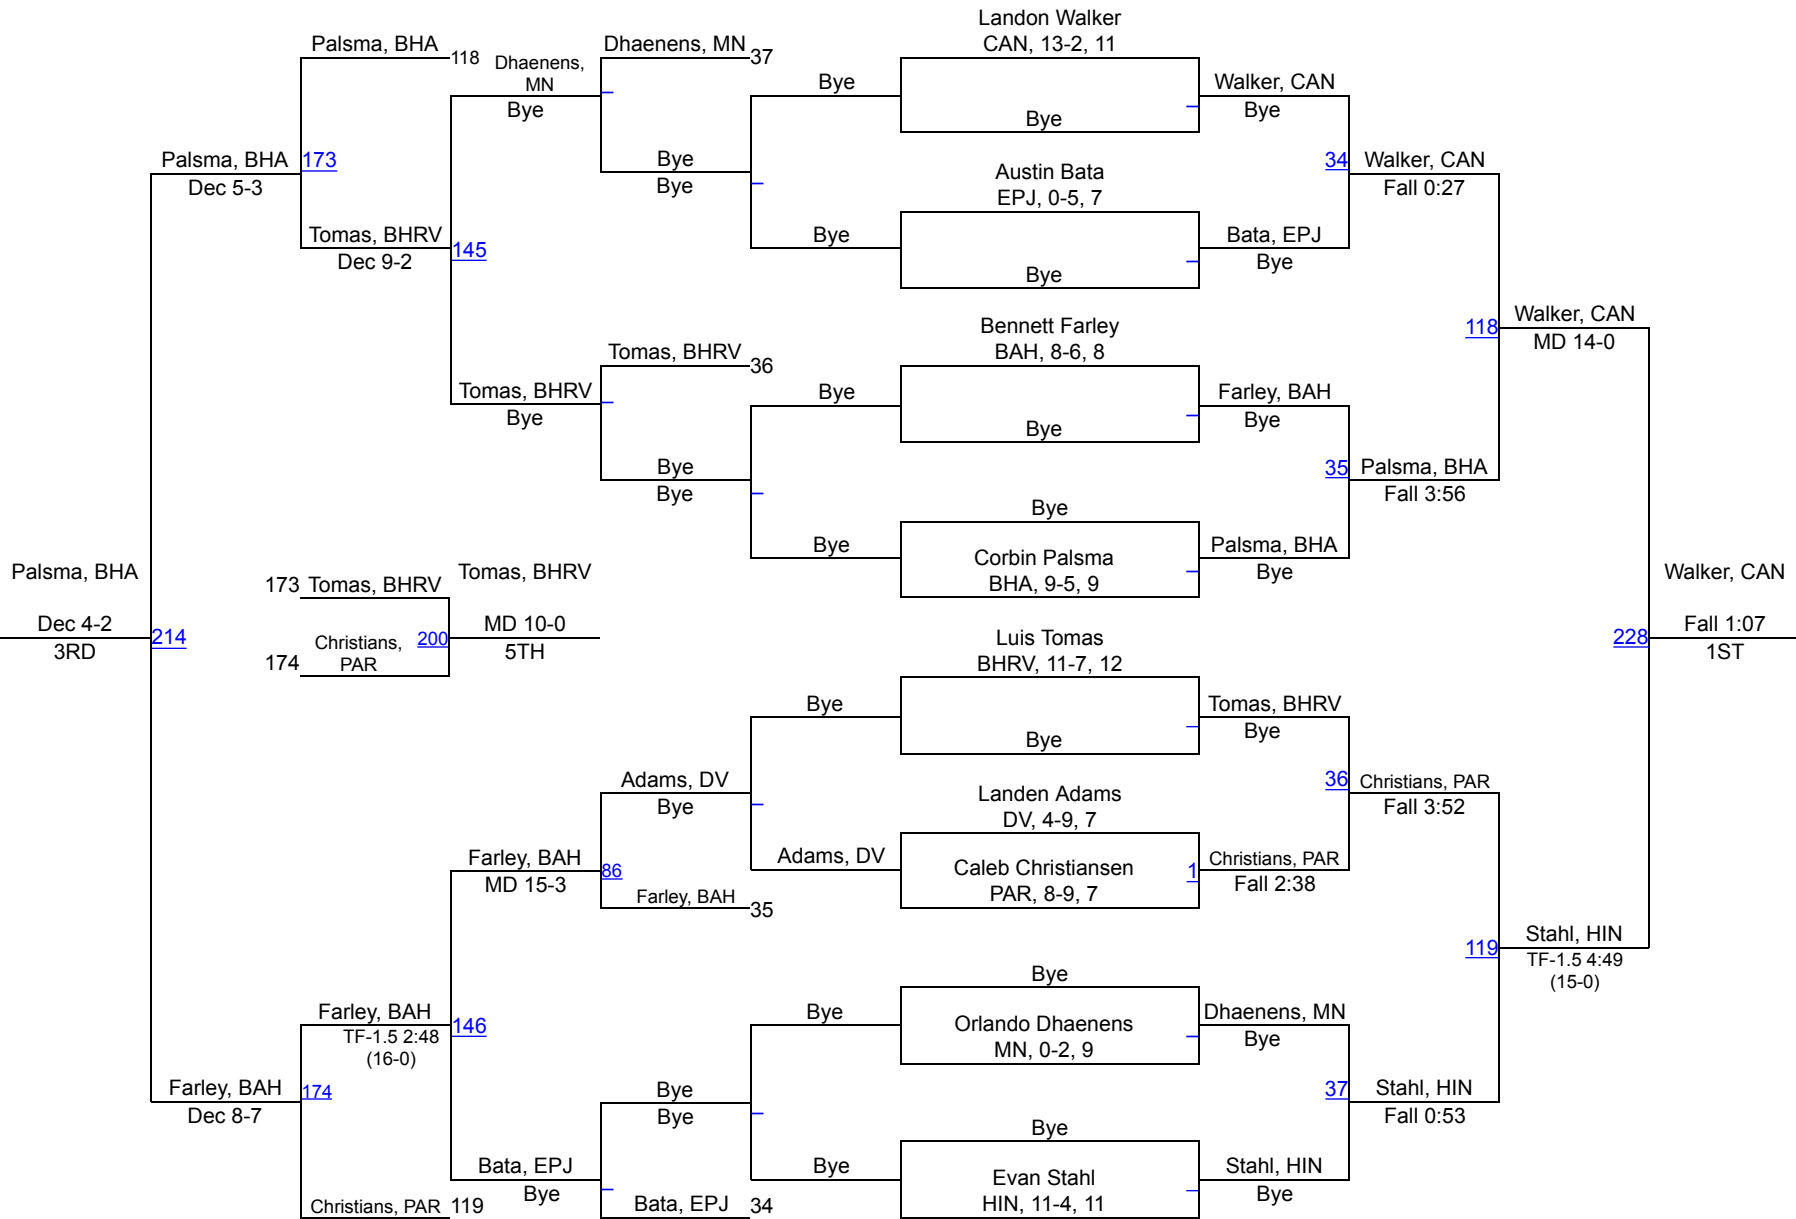 Landon Walker
CAN, 13-2, 11
Palsma, BHA
118
Dhaenens, MN
37
Dhaenens,
MN
Bye
Bye
Bye
Walker, CAN
Bye
Palsma, BHA
173
Dec 5-3
Bye
Bye
34
Walker, CAN
Fall 0:27
Austin Bata
EPJ, 0-5, 7
Tomas, BHRV
145
Dec 9-2
Bye
Bye
Bata, EPJ
Bye
Bennett Farley
BAH, 8-6, 8
118
Walker, CAN
MD 14-0
Tomas, BHRV
36
Tomas, BHRV
Bye
Bye
Bye
Farley, BAH
Bye
Bye
Bye
35
Palsma, BHA
Fall 3:56
Bye
Bye
Corbin Palsma
BHA, 9-5, 9
Palsma, BHA
Bye
Palsma, BHA
173
Tomas, BHRV
Tomas, BHRV
Walker, CAN
Dec 4-2
3RD
214
174
Christians,
PAR
200
MD 10-0
5TH
228
Fall 1:07
1ST
Luis Tomas
BHRV, 11-7, 12
Bye
Bye
Tomas, BHRV
Bye
Adams, DV
Bye
36
Christians, PAR
Fall 3:52
Landen Adams
DV, 4-9, 7
Farley, BAH
MD 15-3
86
Adams, DV
Caleb Christiansen
PAR, 8-9, 7
1
Christians, PAR
Fall 2:38
Farley, BAH
35
119
Stahl, HIN
TF-1.5 4:49
(15-0)
Bye
Farley, BAH
146
TF-1.5 2:48
(16-0)
Bye
Orlando Dhaenens
MN, 0-2, 9
Dhaenens, MN
Bye
Farley, BAH
174
Dec 8-7
Bye
Bye
37
Stahl, HIN
Fall 0:53
Bye
Bata, EPJ
Bye
Bye
Evan Stahl
HIN, 11-4, 11
Stahl, HIN
Bye
Christians, PAR
119
Bata, EPJ
34